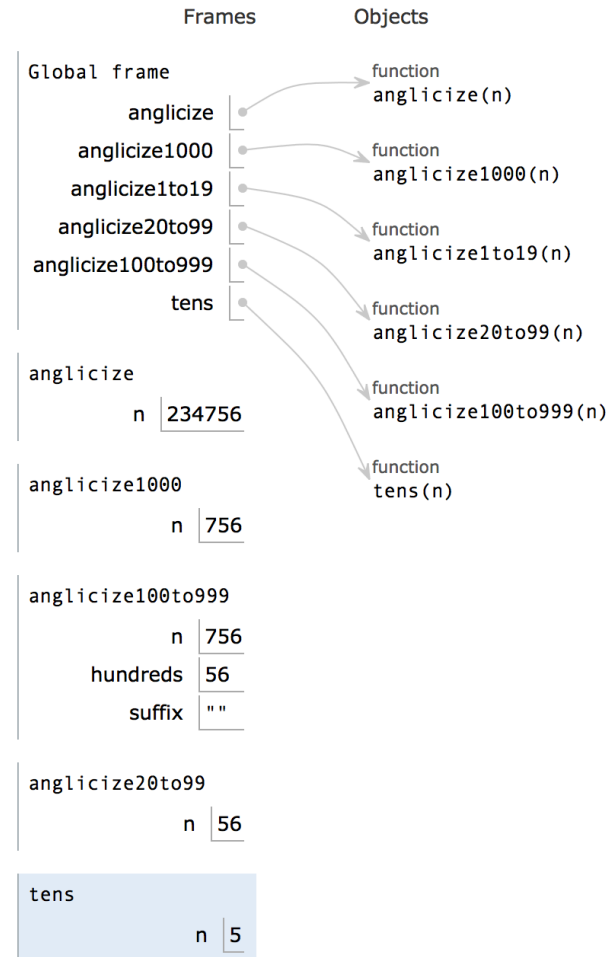 Frames Objects
Global frame
function
anglicize(n)
anglicize
function
anglicize1000(n)
anglicize1000
anglicize1to19
function
anglicize1to19(n)
anglicize20to99
anglicize100to999
tens
function
anglicize20to99(n)
anglicize
n 234756
function
anglicize100to999(n)
anglicize1000
n 756
function
tens(n)
anglicize100to999
n 756
hundreds 56
suffix ""
anglicize20to99
n 56
tens
n 5